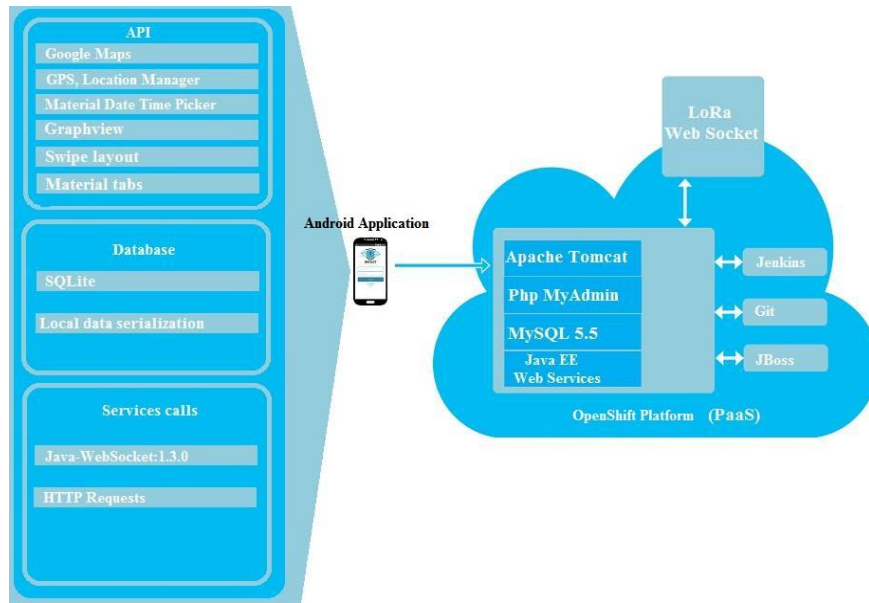 API
Google Maps
GPS, Location Manager
Material Date Time Picker
Graphview
Swipe layout
Material tabs
Database
SQLite
Local data serialization
Services calls
Java-WebSocket:1.3.0
HTTP Requests
Android Application
LoRa
Web Socket
Apache Tomcat
Php MyAdmin
MySQL 5.5
Java EE
Web Services
Jenkins
Git
JBoss
OpenShift Platform (PaaS)